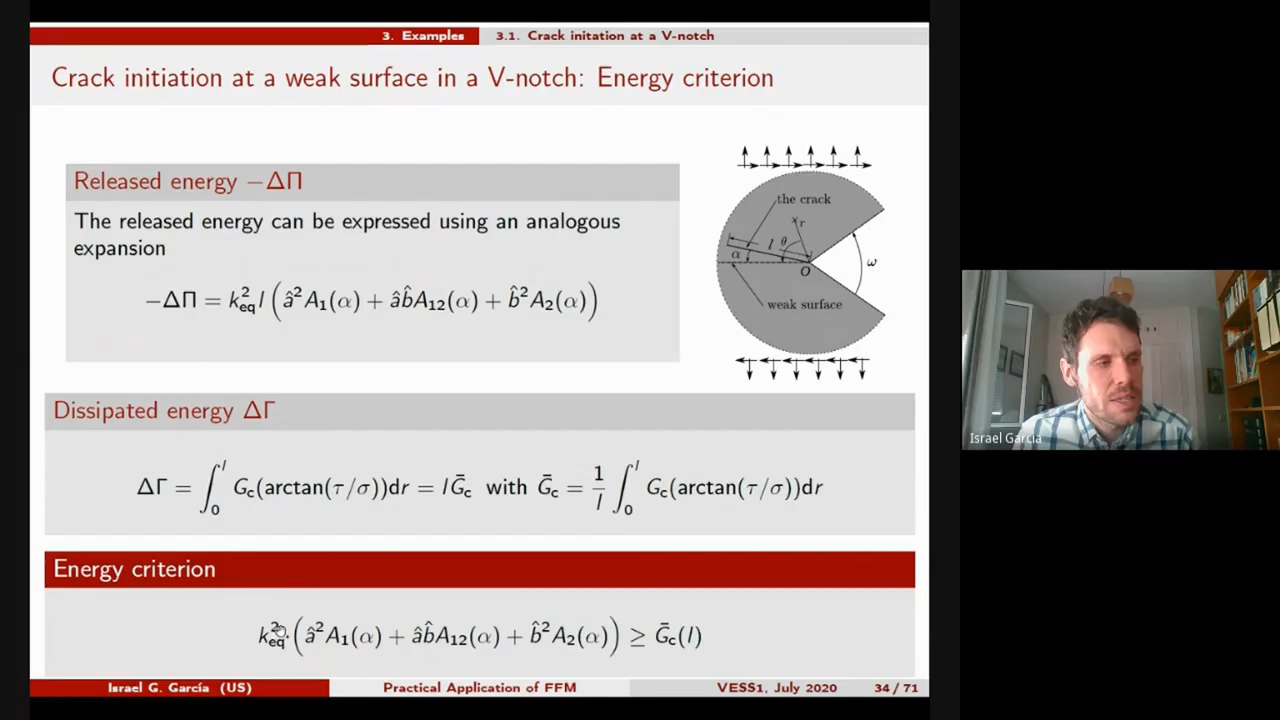 3. Examples 3.1. Crack initation at a V-notch
Crack initiation at a weak surface in a V-notch: Energy criterion
Released energy −ΔΠ
The released energy can be expressed using an analogous
expansion
−ΔΠ = k²eq l (â²A₁(α) + âb̂A₁₂(α) + b̂²A₂(α))
the crack
r
l θ
α
O
ω
weak surface
Dissipated energy ΔΓ
ΔΓ = ∫₀ˡ Gc(arctan(τ/σ))dr = lḠc with Ḡc = 1/l ∫₀ˡ Gc(arctan(τ/σ))dr
Energy criterion
k²eq (â²A₁(α) + âb̂A₁₂(α) + b̂²A₂(α)) ≥ Ḡc(l)
Israel G. García (US) Practical Application of FFM VESS1, July 2020 34 / 71
Israel García